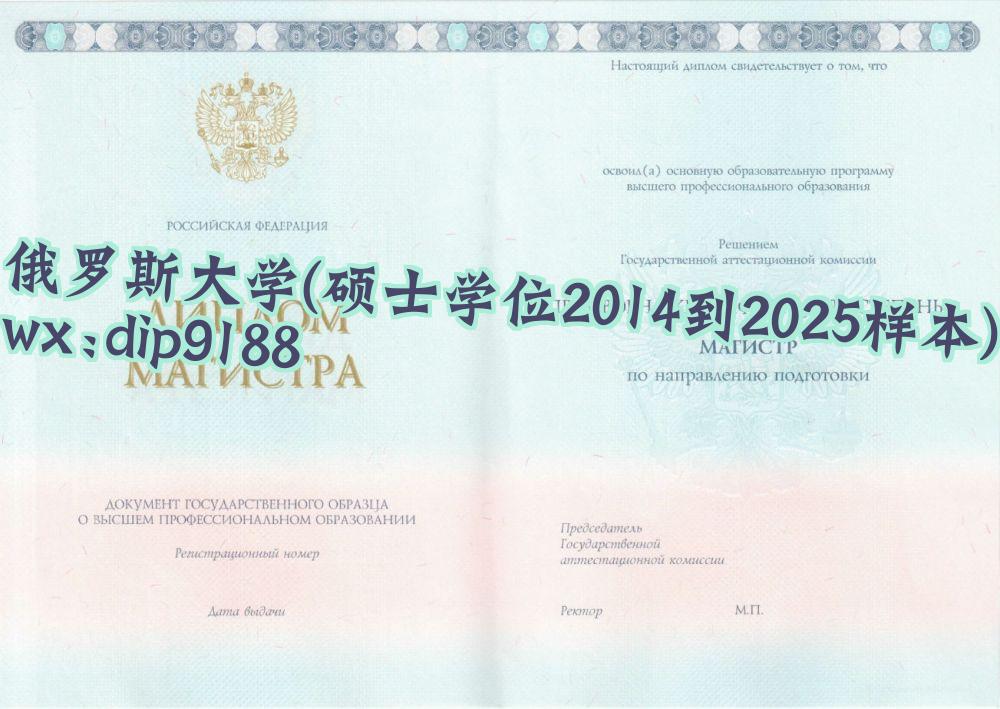 РОССИЙСКАЯ ФЕДЕРАЦИЯ
ДИПЛОМ
МАГИСТРА
ДОКУМЕНТ ГОСУДАРСТВЕННОГО ОБРАЗЦА
О ВЫСШЕМ ПРОФЕССИОНАЛЬНОМ ОБРАЗОВАНИИ
Регистрационный номер
Дата выдачи
Настоящий диплом свидетельствует о том, что
освоил(а) основную образовательную программу
высшего профессионального образования
Решением
Государственной аттестационной комиссии
МАГИСТР
по направлению подготовки
Председатель
Государственной
аттестационной комиссии
Ректор
М.П.
俄罗斯大学(硕士学位2014到2025样本)
wx:dip9188